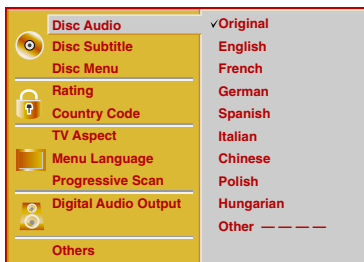 Disc Audio
Disc Subtitle
Disc Menu
Rating
Country Code
TV Aspect
Menu Language
Progressive Scan
Digital Audio Output
Others
✓Original
English
French
German
Spanish
Italian
Chinese
Polish
Hungarian
Other — — — —